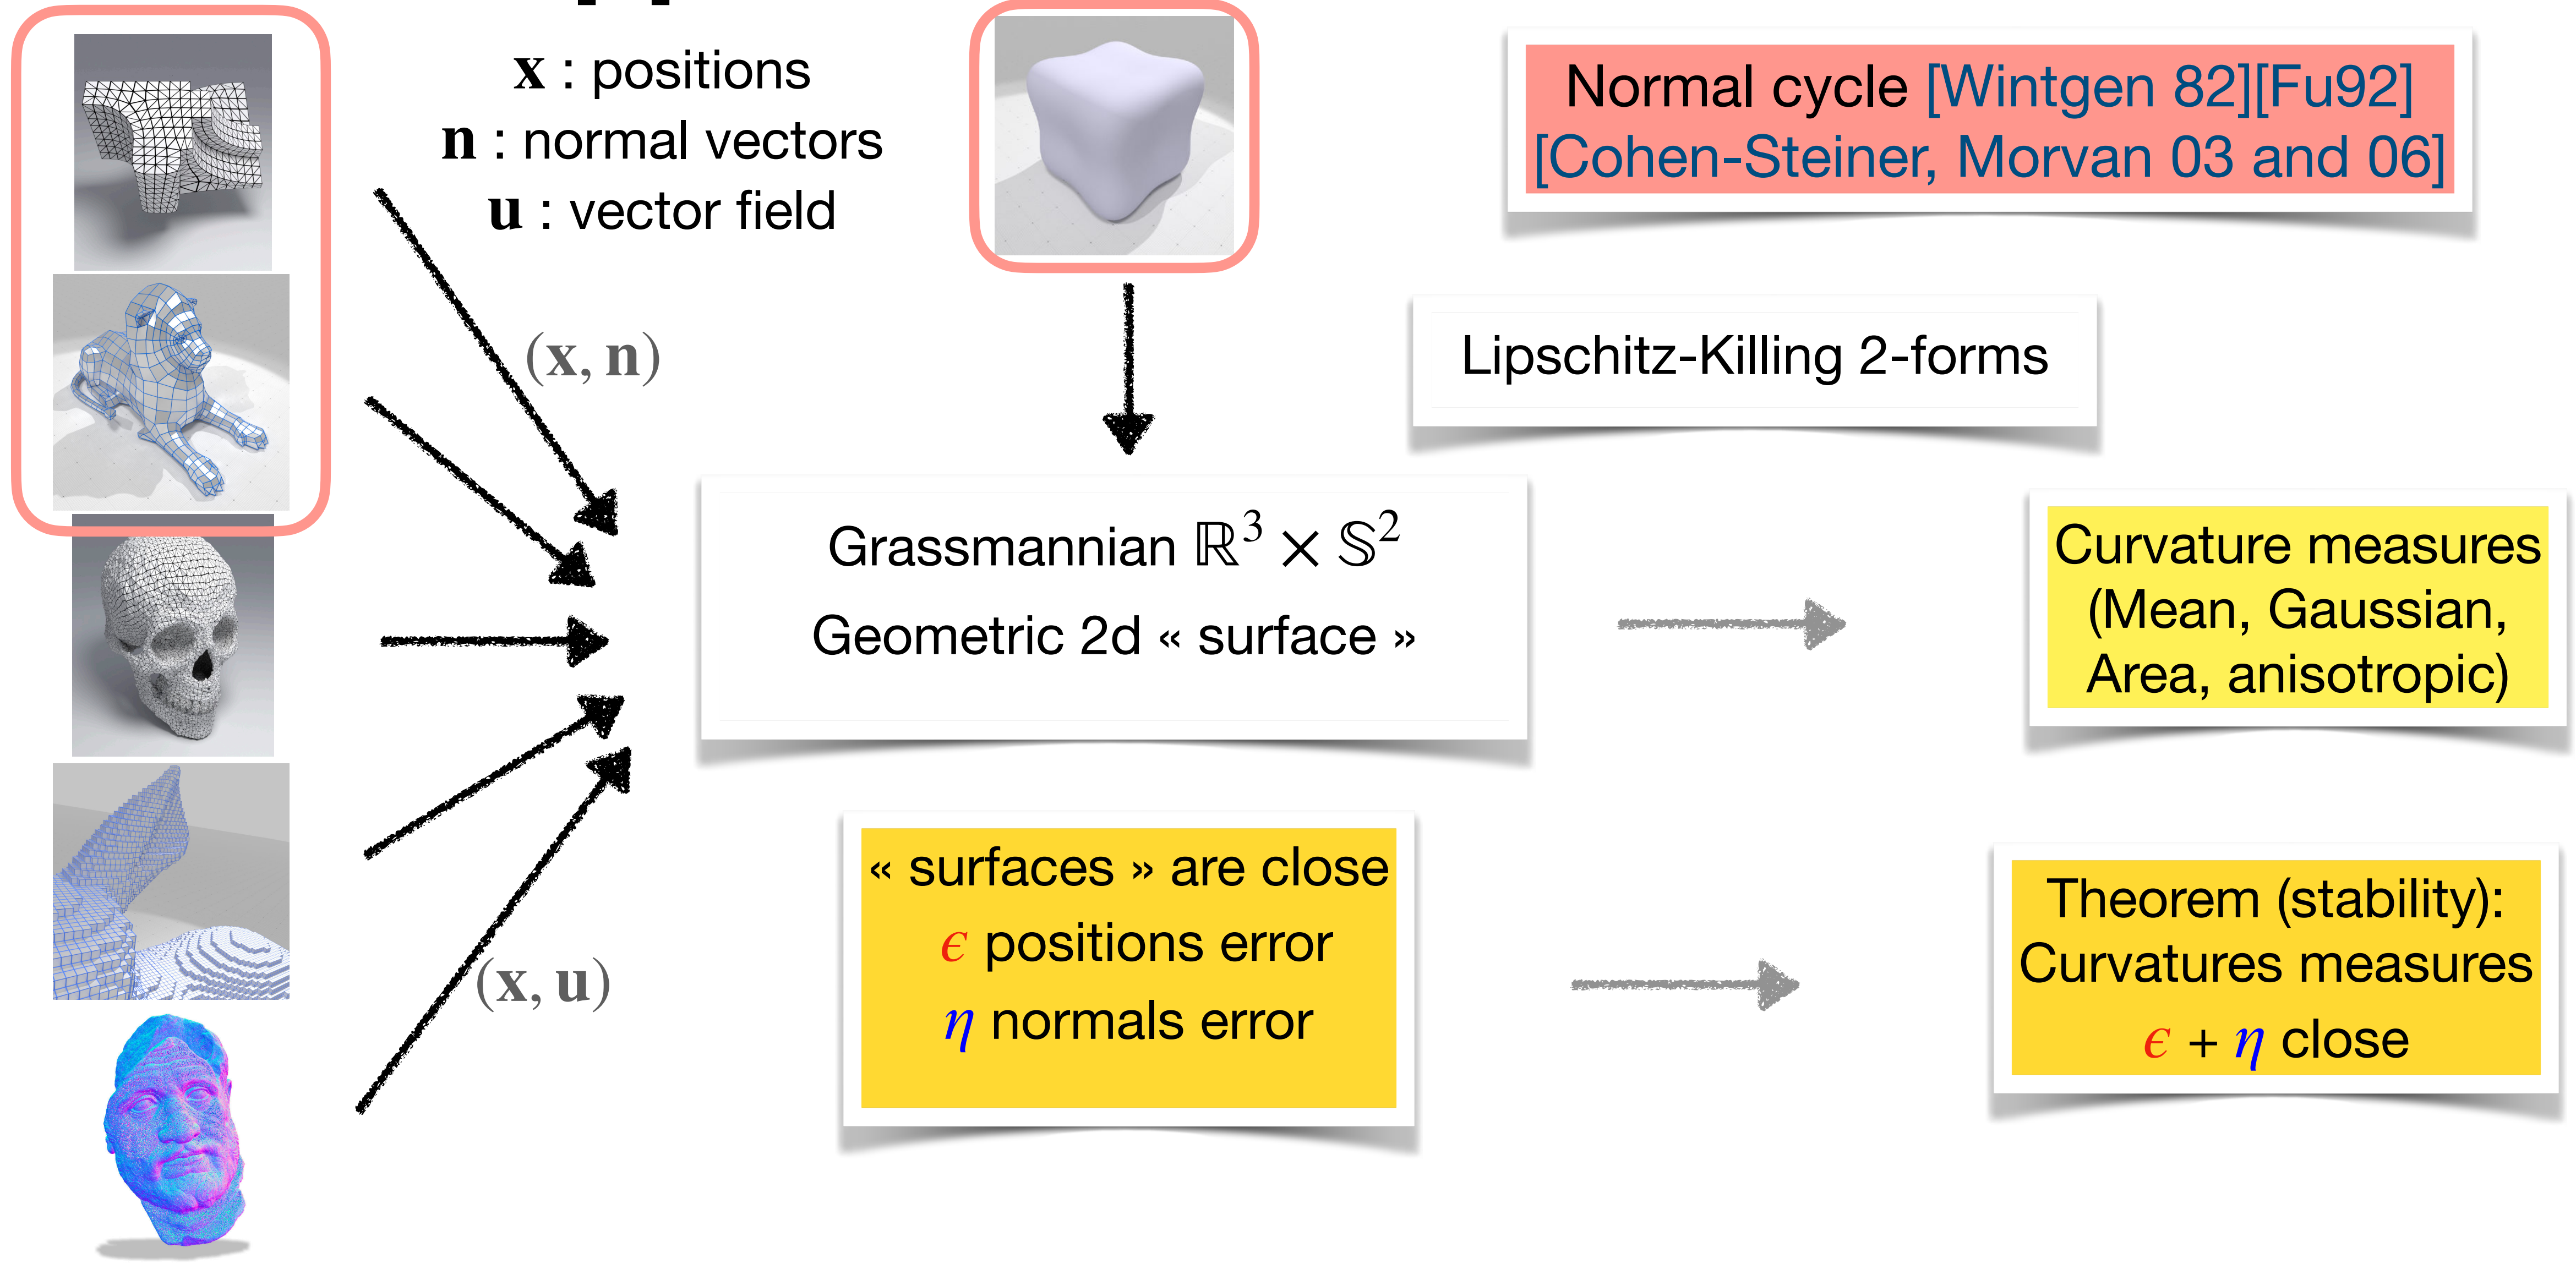 x : positions
n : normal vectors
u : vector field
Normal cycle [Wintgen 82][Fu92]
[Cohen-Steiner, Morvan 03 and 06]
(x, n)
Lipschitz-Killing 2-forms
Grassmannian ℝ³ × 𝕊²
Geometric 2d « surface »
Curvature measures
(Mean, Gaussian,
Area, anisotropic)
(x, u)
« surfaces » are close
ϵ positions error
η normals error
Theorem (stability):
Curvatures measures
ϵ + η close